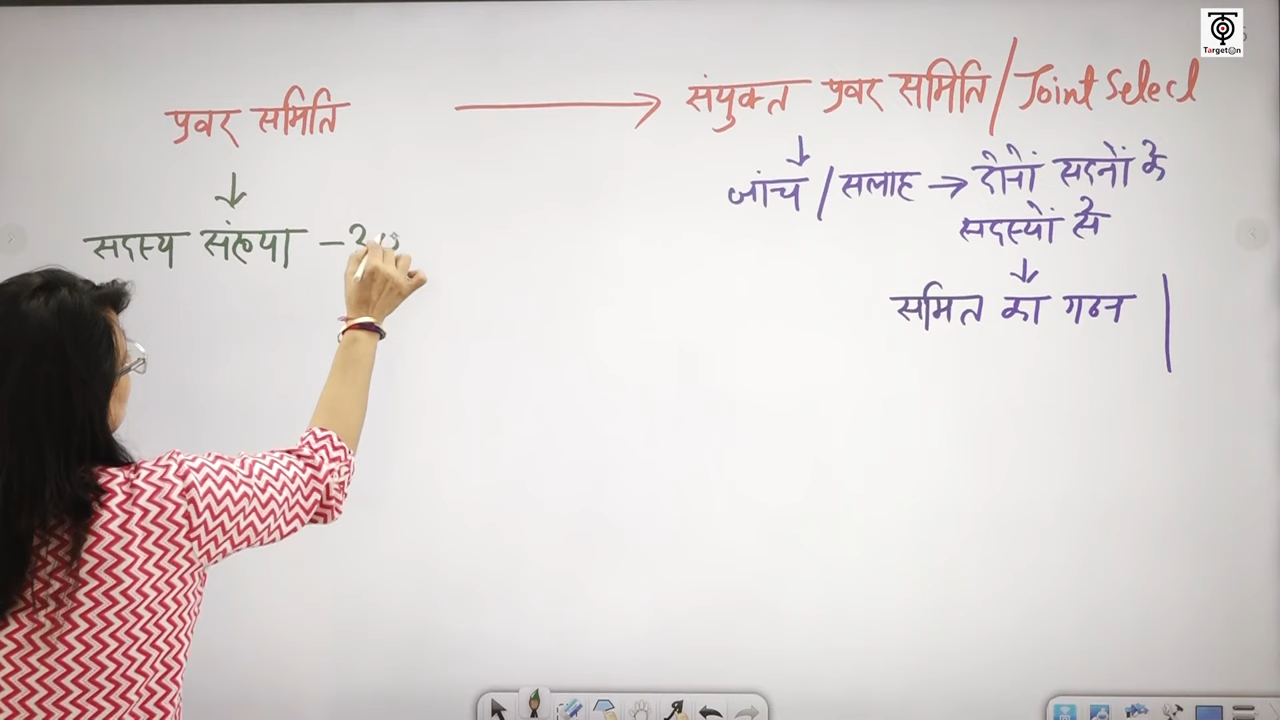 TargetOn
प्रवर समिति → संयुक्त प्रवर समिति / Joint Select
↓
जांच / सलाह → दोनों सदनों के
सदस्यों से
↓
समित का गठन
↓
सदस्य संख्या -